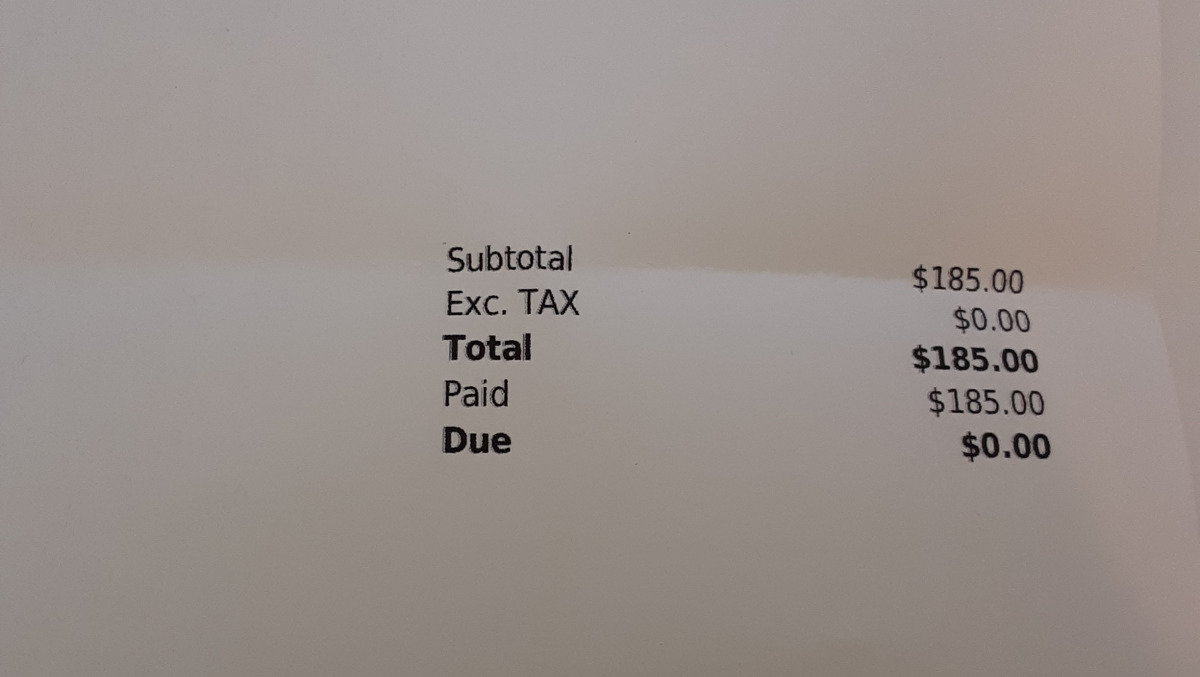 Subtotal $185.00
Exc. TAX $0.00
Total $185.00
Paid $185.00
Due $0.00